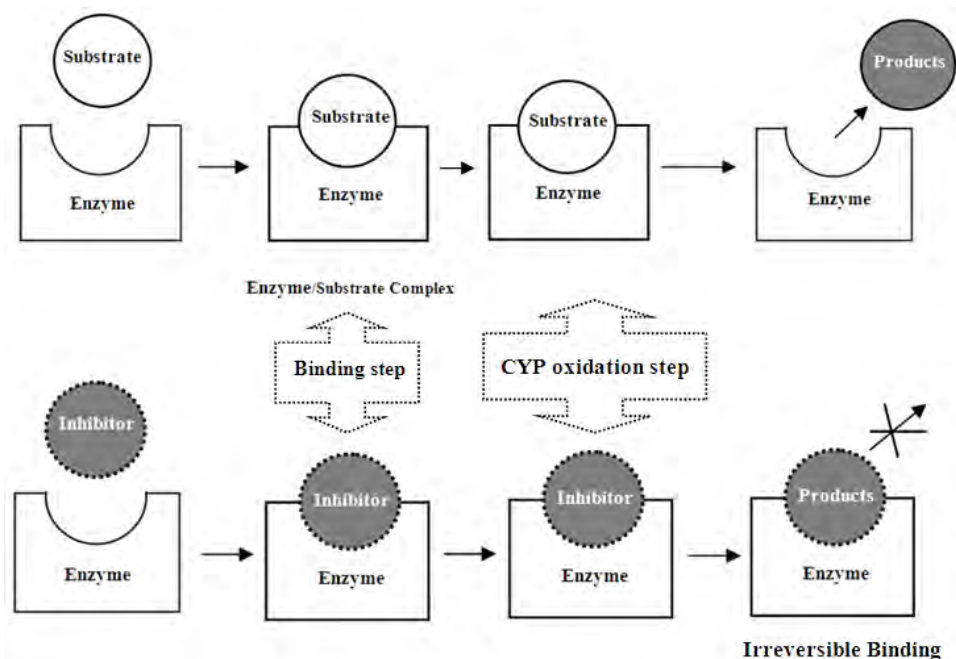 Substrate
Products
Substrate
Substrate
Enzyme
Enzyme
Enzyme
Enzyme
Enzyme/Substrate Complex
Binding step
CYP oxidation step
Inhibitor
Inhibitor
Inhibitor
Products
Enzyme
Enzyme
Enzyme
Enzyme
Irreversible Binding